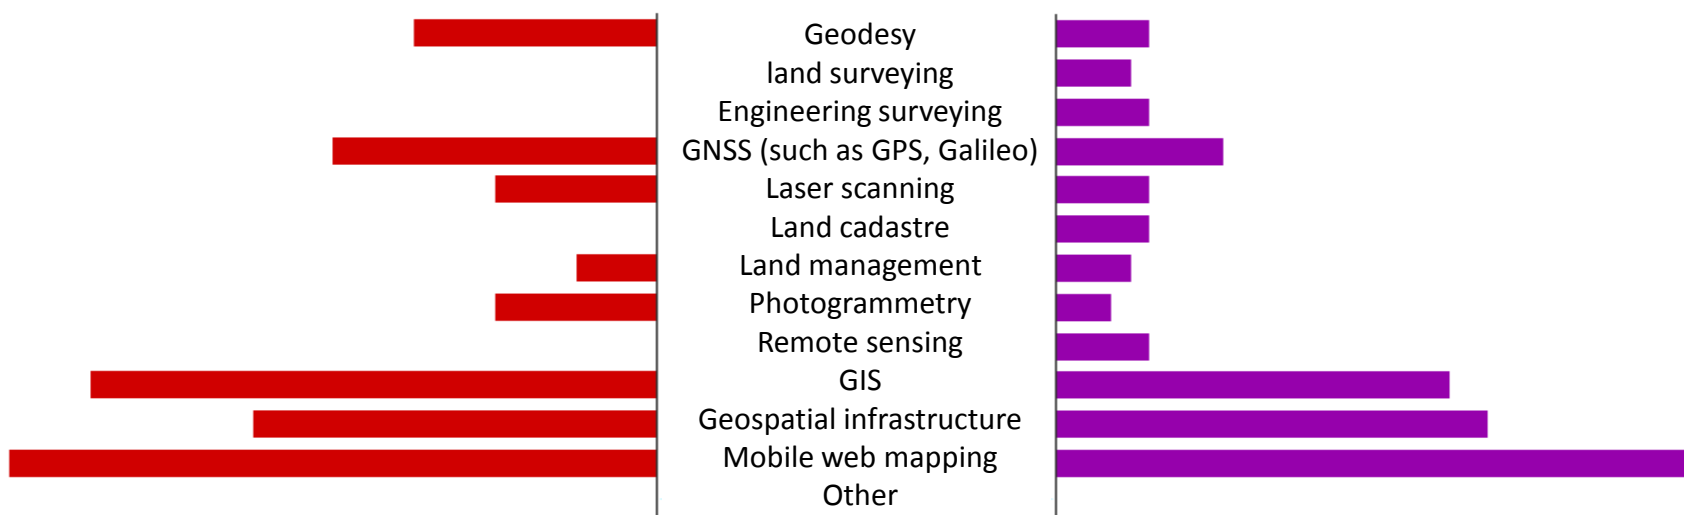 Geodesy
land surveying
Engineering surveying
GNSS (such as GPS, Galileo)
Laser scanning
Land cadastre
Land management
Photogrammetry
Remote sensing
GIS
Geospatial infrastructure
Mobile web mapping
Other